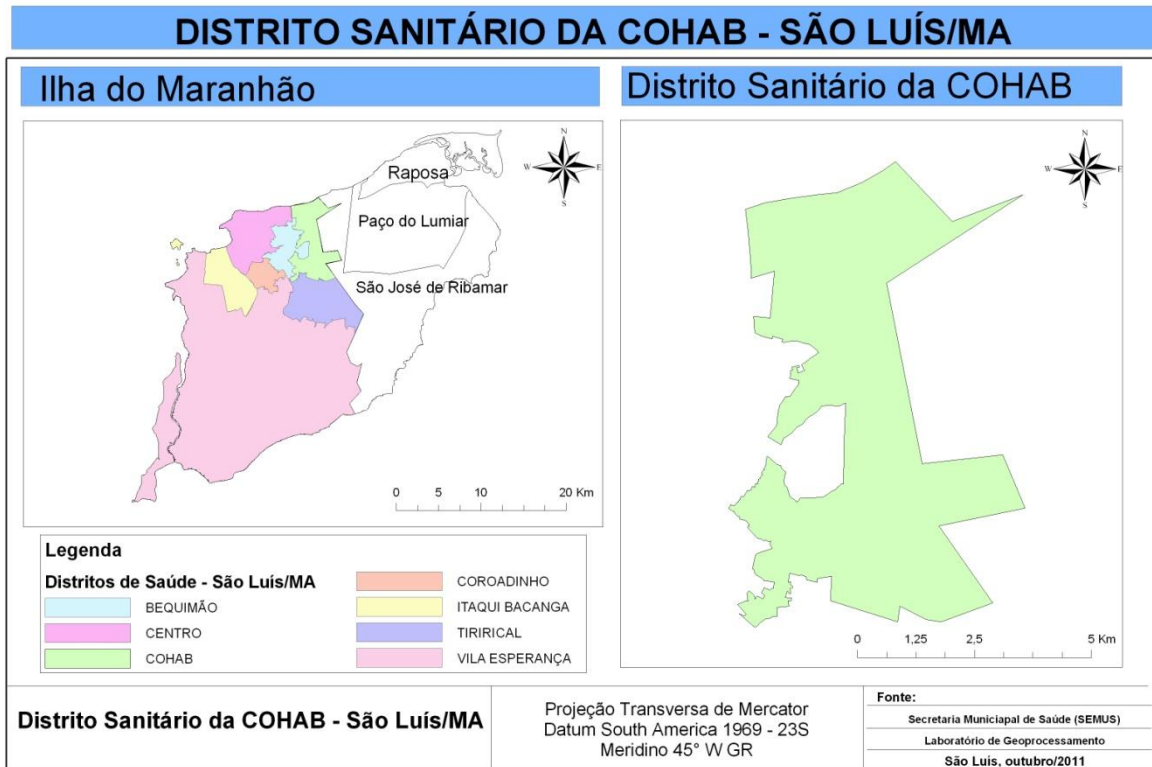 DISTRITO SANITÁRIO DA COHAB - SÃO LUÍS/MA
Ilha do Maranhão
N
W
E
S
Raposa
Paço do Lumiar
São José de Ribamar
0 5 10 20 Km
Legenda
Distritos de Saúde - São Luís/MA
BEQUIMÃO
CENTRO
COHAB
COROADINHO
ITAQUI BACANGA
TIRIRICAL
VILA ESPERANÇA
Distrito Sanitário da COHAB
N
W
E
S
0 1,25 2,5 5 Km
Distrito Sanitário da COHAB - São Luís/MA
Projeção Transversa de Mercator
Datum South America 1969 - 23S
Meridino 45° W GR
Fonte:
Secretaria Municiapal de Saúde (SEMUS)
Laboratório de Geoprocessamento
São Luís, outubro/2011